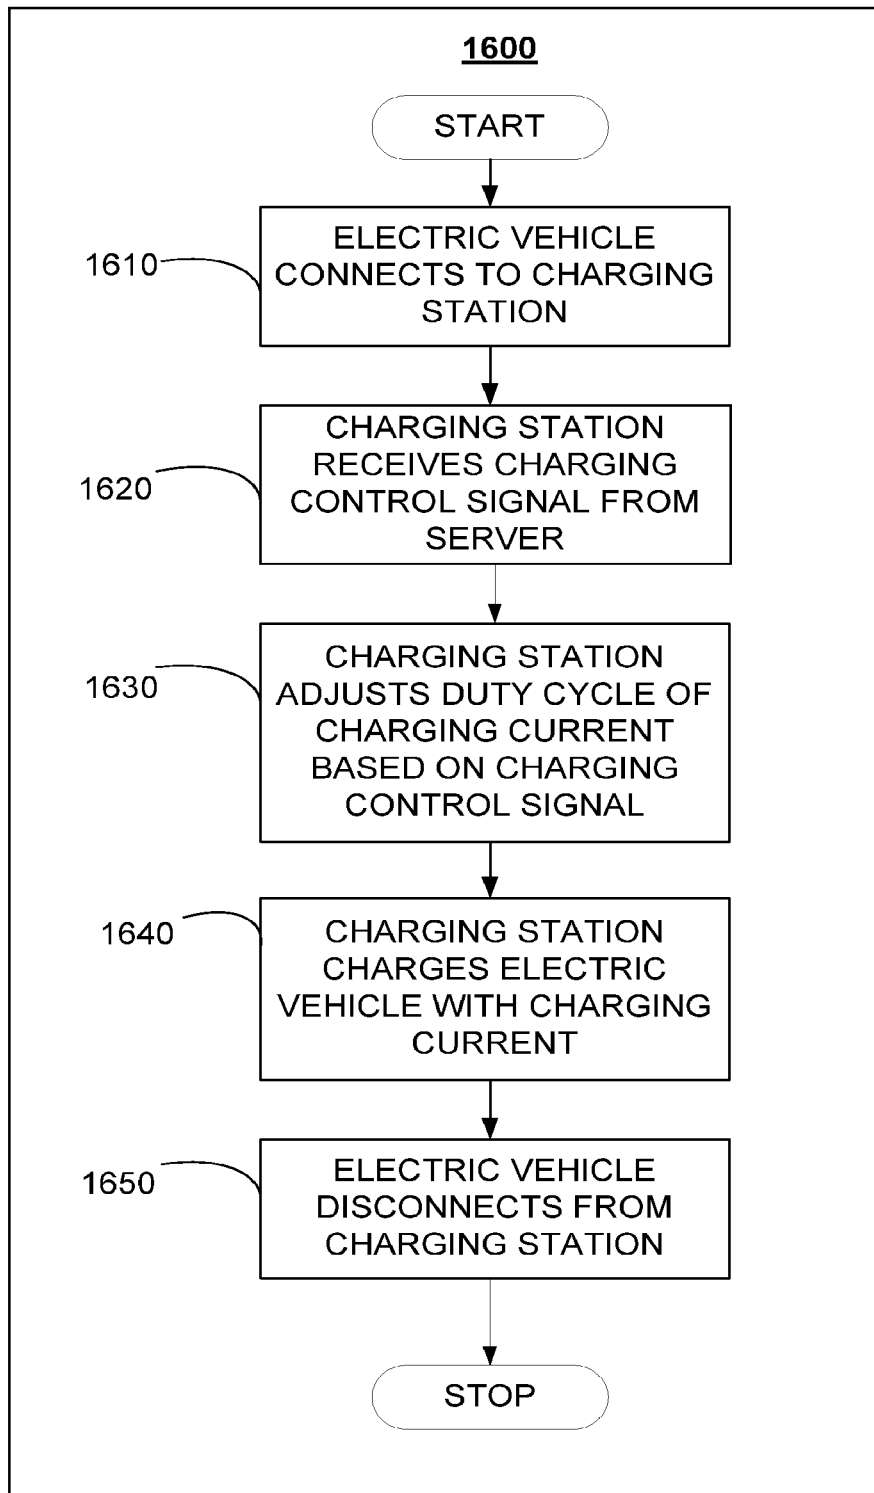 1600
START
1610
ELECTRIC VEHICLE
CONNECTS TO CHARGING
STATION
1620
CHARGING STATION
RECEIVES CHARGING
CONTROL SIGNAL FROM
SERVER
1630
CHARGING STATION
ADJUSTS DUTY CYCLE OF
CHARGING CURRENT
BASED ON CHARGING
CONTROL SIGNAL
1640
CHARGING STATION
CHARGES ELECTRIC
VEHICLE WITH CHARGING
CURRENT
1650
ELECTRIC VEHICLE
DISCONNECTS FROM
CHARGING STATION
STOP